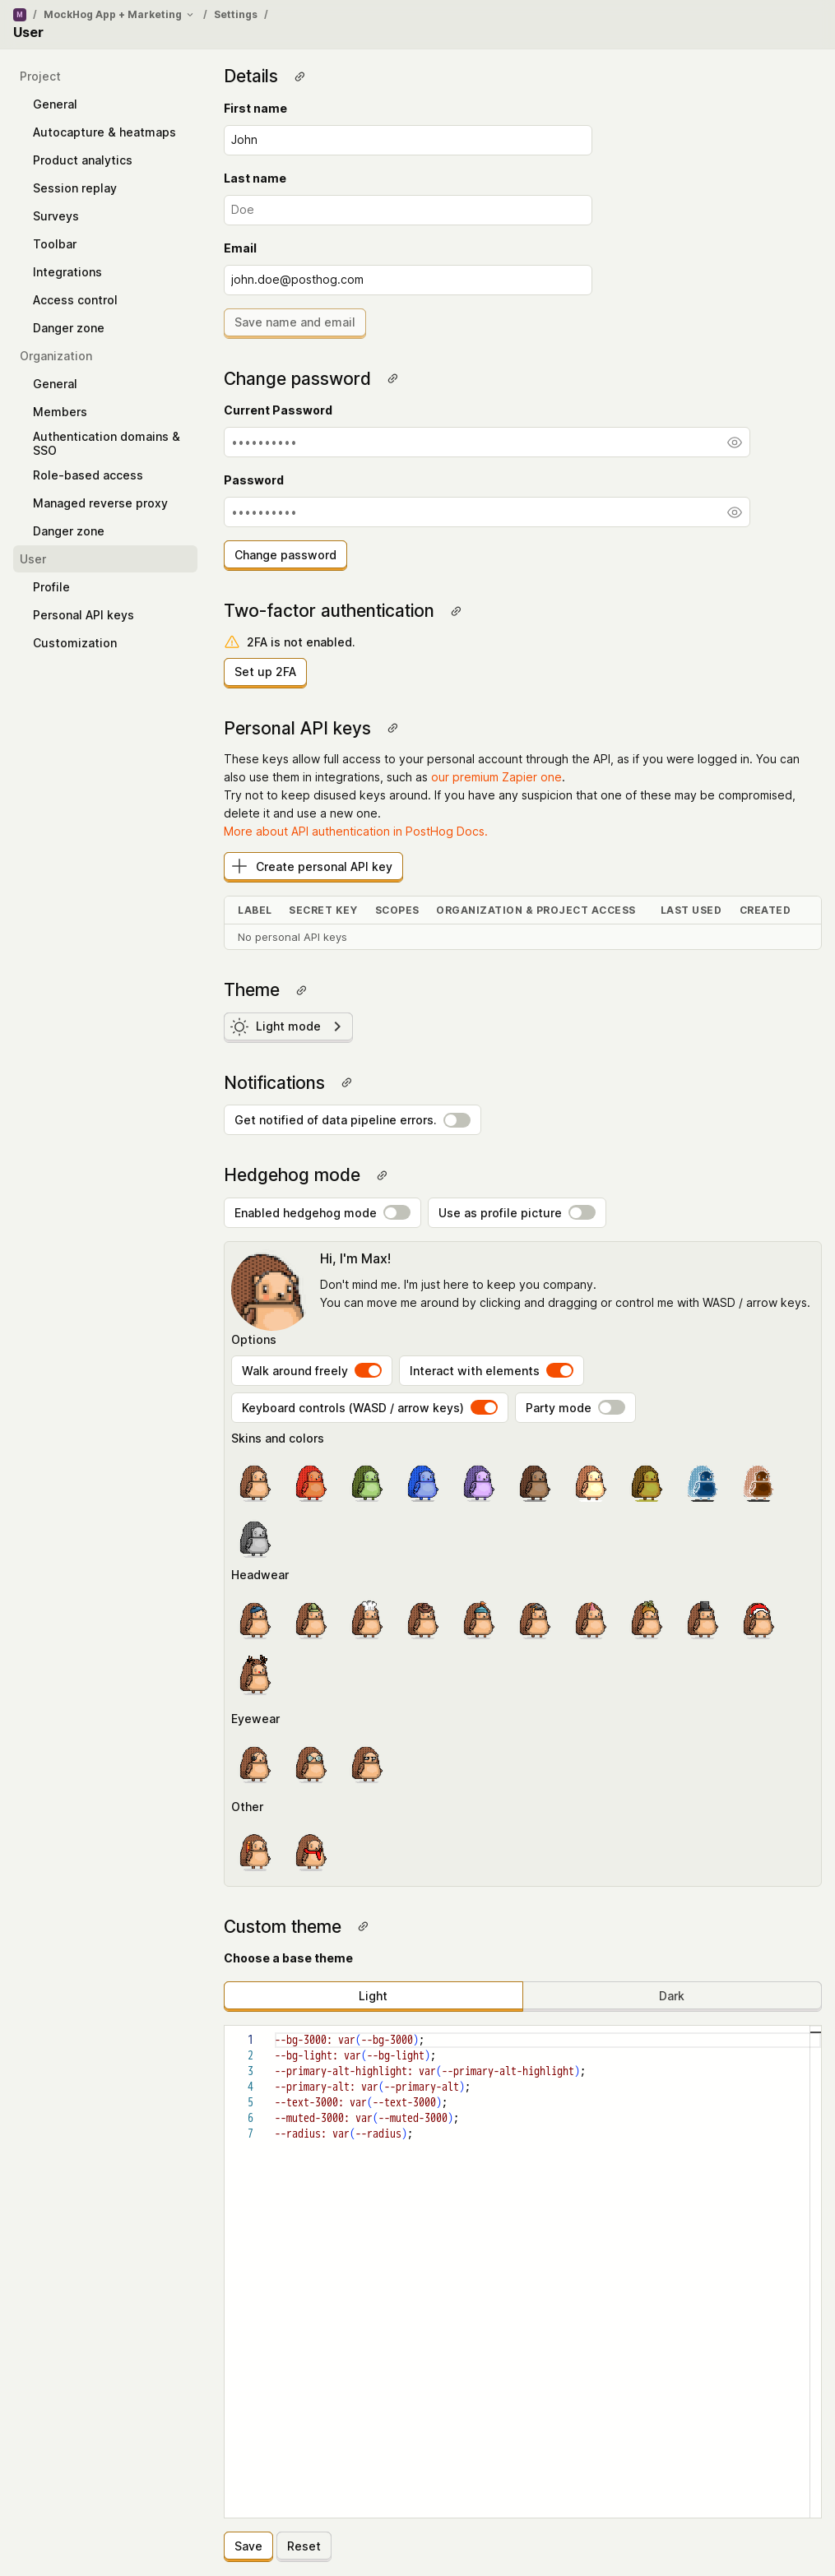 M / MockHog App + Marketing / Settings /
User
Project
General
Autocapture & heatmaps
Product analytics
Session replay
Surveys
Toolbar
Integrations
Access control
Danger zone
Organization
General
Members
Authentication domains &
SSO
Role-based access
Managed reverse proxy
Danger zone
User
Profile
Personal API keys
Customization
Details
First name
John
Last name
Doe
Email
john.doe@posthog.com
Save name and email
Change password
Current Password
••••••••••
Password
••••••••••
Change password
Two-factor authentication
2FA is not enabled.
Set up 2FA
Personal API keys
These keys allow full access to your personal account through the API, as if you were logged in. You can
also use them in integrations, such as our premium Zapier one.
Try not to keep disused keys around. If you have any suspicion that one of these may be compromised,
delete it and use a new one.
More about API authentication in PostHog Docs.
Create personal API key
LABEL SECRET KEY SCOPES ORGANIZATION & PROJECT ACCESS LAST USED CREATED
No personal API keys
Theme
Light mode
Notifications
Get notified of data pipeline errors.
Hedgehog mode
Enabled hedgehog mode Use as profile picture
Hi, I'm Max!
Don't mind me. I'm just here to keep you company.
You can move me around by clicking and dragging or control me with WASD / arrow keys.
Options
Walk around freely Interact with elements
Keyboard controls (WASD / arrow keys) Party mode
Skins and colors
Headwear
Eyewear
Other
Custom theme
Choose a base theme
Light Dark
1 --bg-3000: var(--bg-3000);
2 --bg-light: var(--bg-light);
3 --primary-alt-highlight: var(--primary-alt-highlight);
4 --primary-alt: var(--primary-alt);
5 --text-3000: var(--text-3000);
6 --muted-3000: var(--muted-3000);
7 --radius: var(--radius);
Save Reset